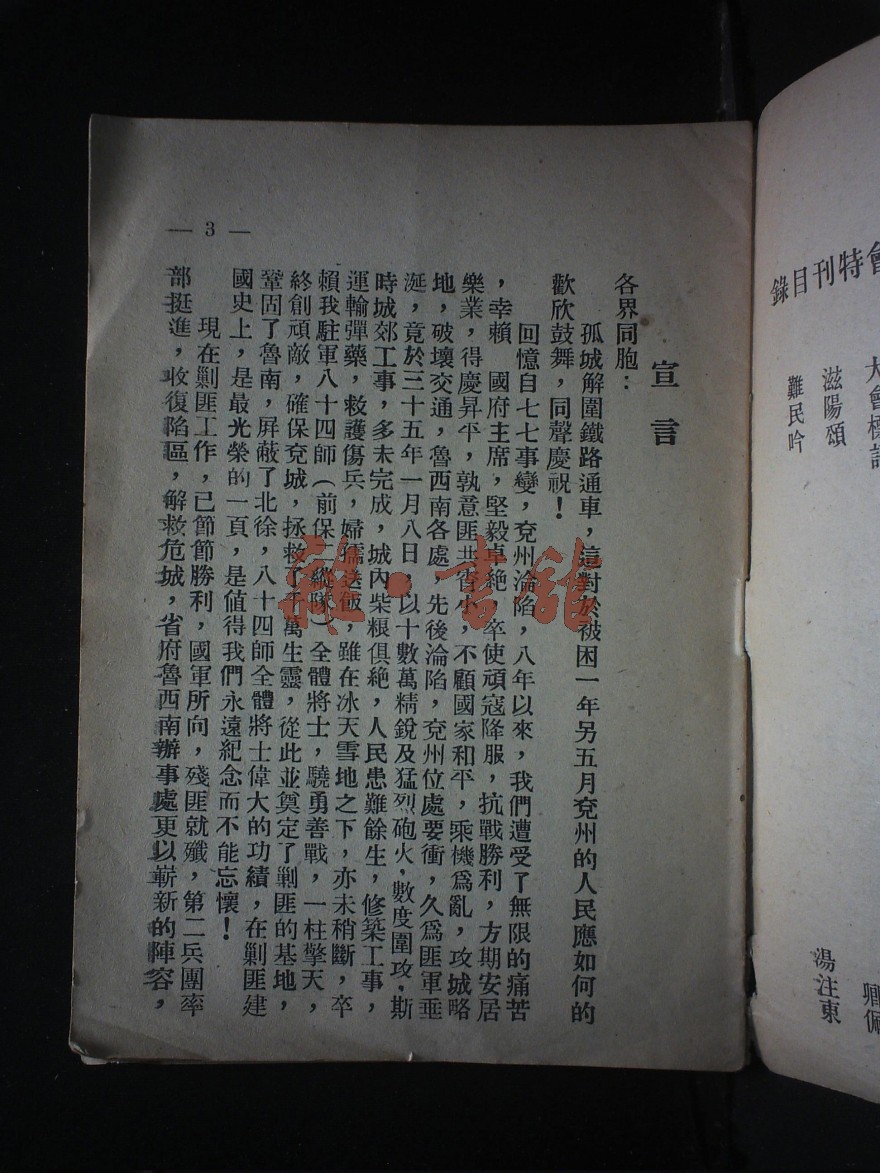 會特刊目錄
大會標語
滋陽頌
難民吟
卿佩
湯注東
宣言
各界同胞：
孤城解圍鐵路通車，這對於被困一年另五月兗州的人民應如何的
歡欣鼓舞，同聲慶祝！
回憶自七七事變，兗州淪陷，八年以來，我們遭受了無限的痛苦
，幸賴　國府主席，堅毅卓絶，卒使頑寇降服，抗戰勝利，方期安居
樂業，得慶昇平，孰意匪共宵小，不顧國家和平，乘機爲亂，攻城略
地，破壞交通，魯西南各處，先後淪陷，兗州位處要衝，久爲匪軍垂
涎，竟於三十五年一月八日，以十數萬精銳及猛烈砲火，數度圍攻，斯
時城郊工事，多未完成，城內柴糧俱絶，人民患難餘生，修築工事，
運輸彈藥，救護傷兵，婦孺送飯，雖在冰天雪地之下，亦未稍斷，卒
賴我駐軍八十四師（前保二縱隊）全體將士，驍勇善戰，一柱擎天，
終創頑敵，確保兗城，拯救了千萬生靈，從此並奠定了剿匪的基地，
鞏固了魯南，屏蔽了北徐，八十四師全體將士偉大的功績，在剿匪建
國史上，是最光榮的一頁，是値得我們永遠紀念而不能忘懷！
現在剿匪工作，已節節勝利，國軍所向，殘匪就殲，第二兵團率
部挺進，收復陷區，解救危城，省府魯西南辦事處更以嶄新的陣容，
— 3 —
敬·書館